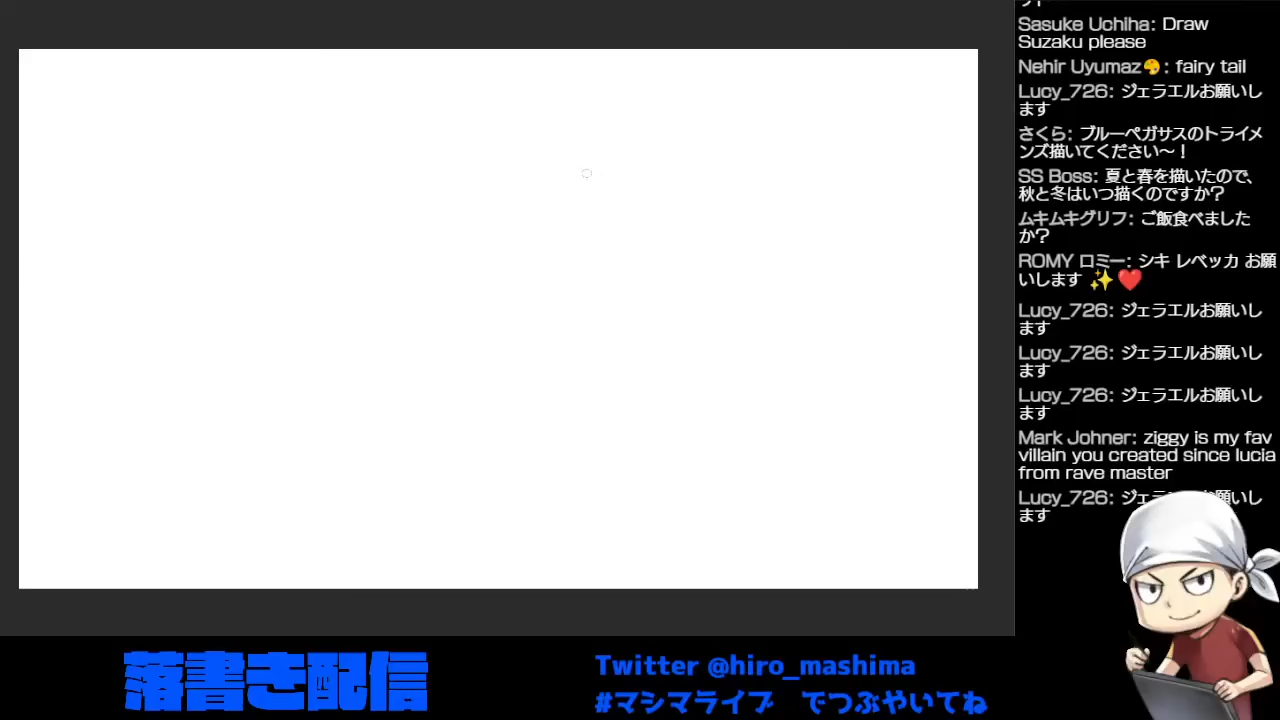 Sasuke Uchiha: Draw
Suzaku please
Nehir Uyumaz: fairy tail
Lucy_726: ジェラエルお願いし
ます
さくら: ブルーペガサスのトライメ
ンズ描いてください〜！
SS Boss: 夏と春を描いたので、
秋と冬はいつ描くのですか？
ムキムキグリフ: ご飯食べました
か？
ROMY ロミー: シキ レベッカ お願
いします ✨❤️
Lucy_726: ジェラエルお願いし
ます
Lucy_726: ジェラエルお願いし
ます
Lucy_726: ジェラエルお願いし
ます
Mark Johner: ziggy is my fav
villain you created since lucia
from rave master
Lucy_726: ジェ 願いし
ます
落書き配信
Twitter @hiro_mashima
#マシマライブ でつぶやいてね